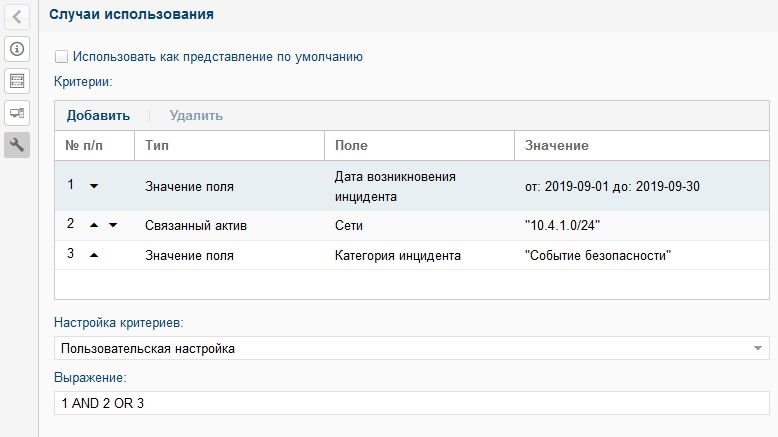 Случаи использования
Использовать как представление по умолчанию
Критерии:
Добавить Удалить
№ п/п Тип Поле Значение
1 Значение поля Дата возникновения инцидента от: 2019-09-01 до: 2019-09-30
2 Связанный актив Сети "10.4.1.0/24"
3 Значение поля Категория инцидента "Событие безопасности"
Настройка критериев:
Пользовательская настройка
Выражение:
1 AND 2 OR 3